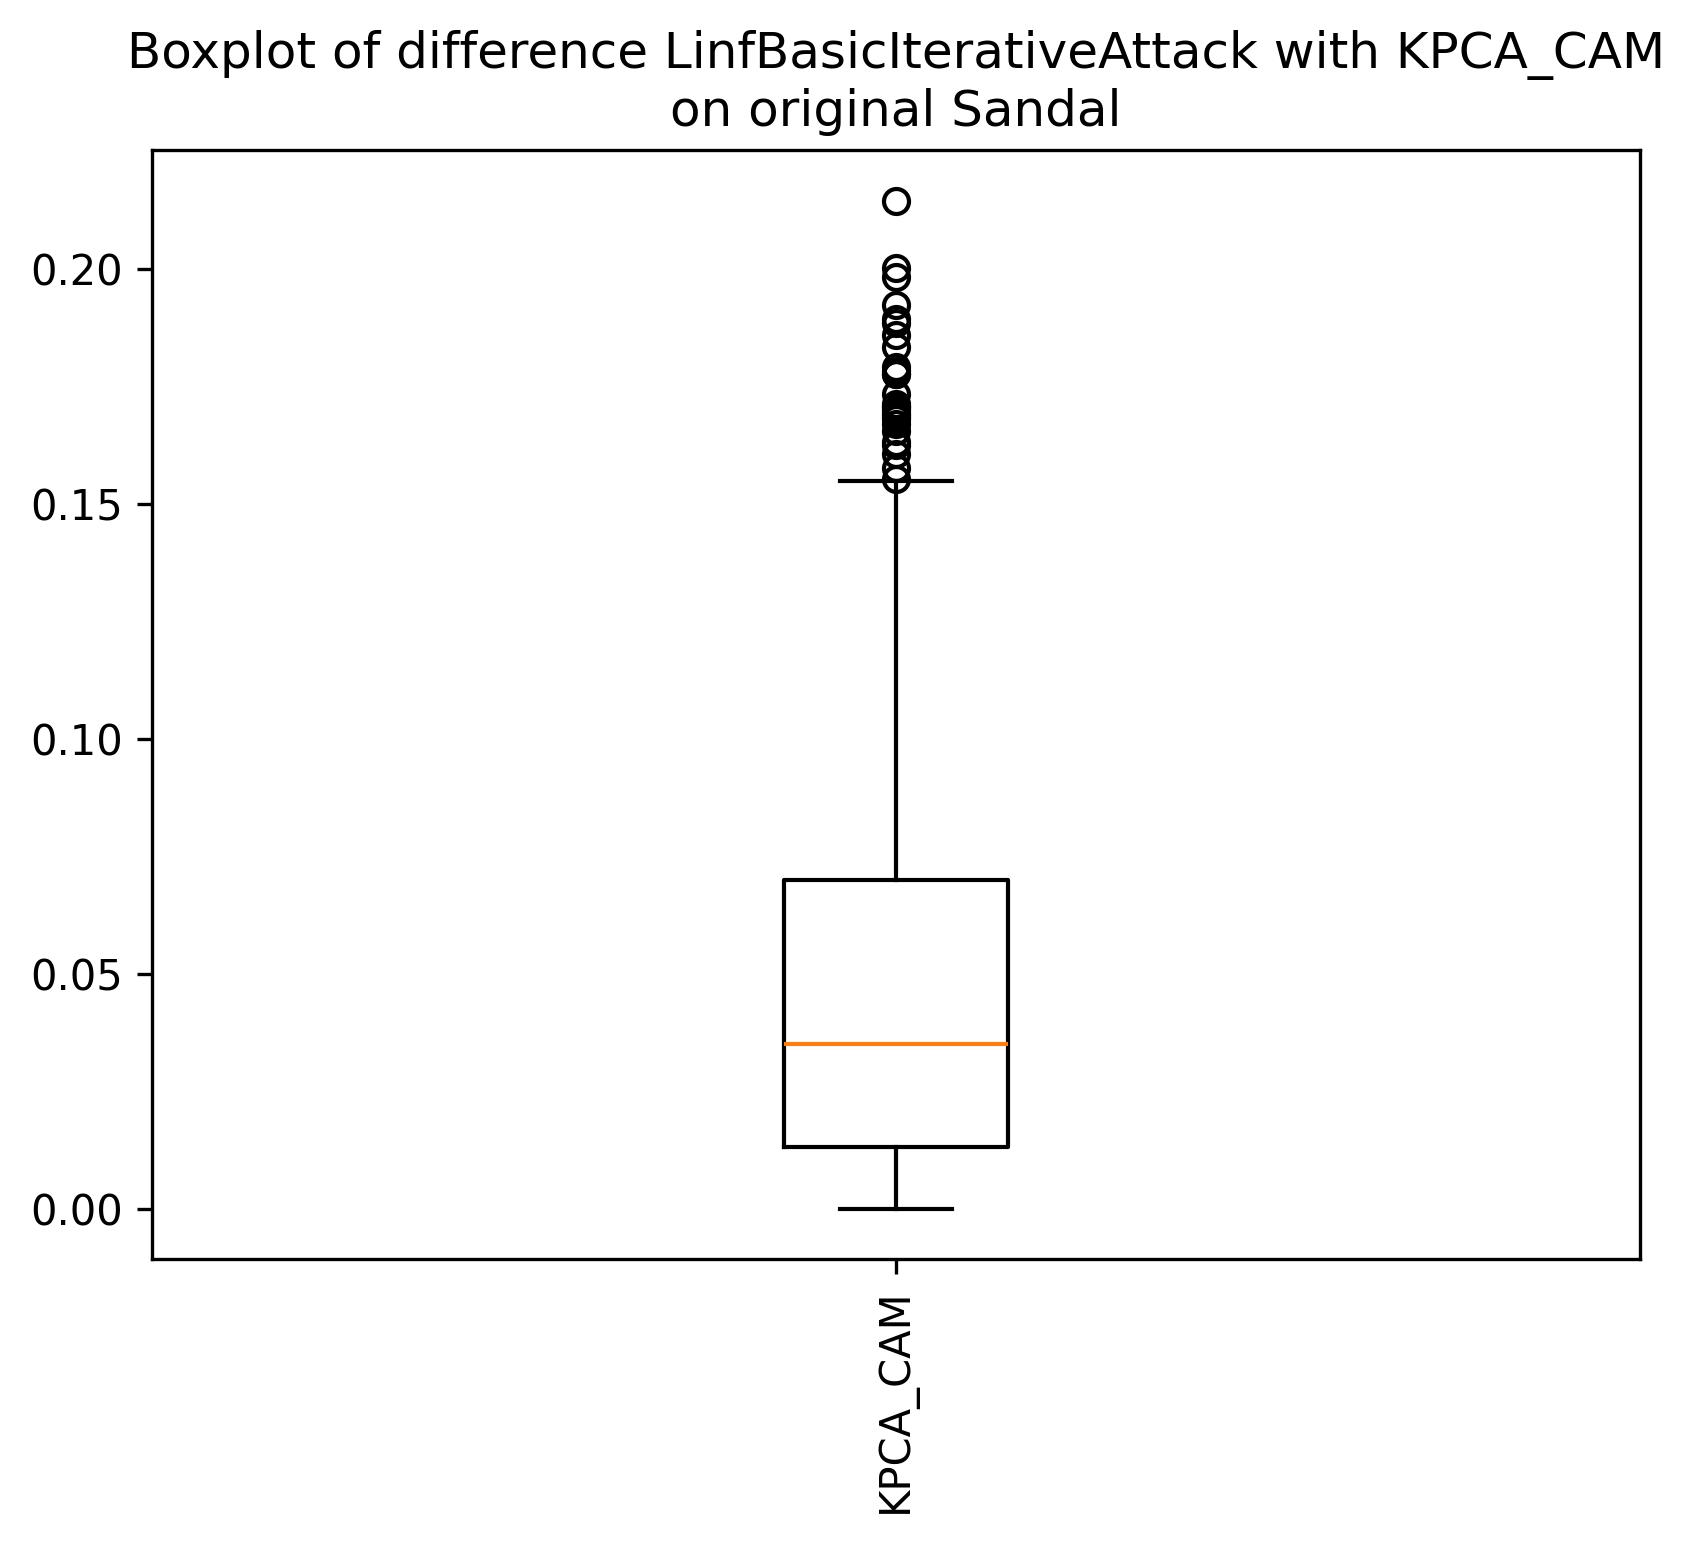 Boxplot of difference LinfBasicIterativeAttack with KPCA_CAM
on original Sandal
0.20
0.15
0.10
0.05
0.00
KPCA_CAM